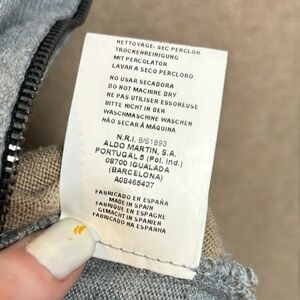 NETTOYAGE- SEC PERCLOR
TROCKENREINIGUNG
MIT PERCOLATOR
LAVAR A SECO PERCLORO
NO USAR SECADORA
DO NOT MACHINE DRY
NE PAS UTILISER ESSOREUSE
BITTE NICHT IN DER
WASCHMASCHINE WASCHEN
NÃO SECAR À MÁQUINA
N.R.I. 8/61893
ALDO MARTIN, S.A.
PORTUGAL 5 (Pol. Ind.)
08700 IGUALADA
(BARCELONA)
A08465437
FABRICADO EN ESPAÑA
MADE IN SPAIN
FABRIQUE EN ESPAGNE
GEMACHT IN SPANIEN
FABRICADO NA ESPANHA